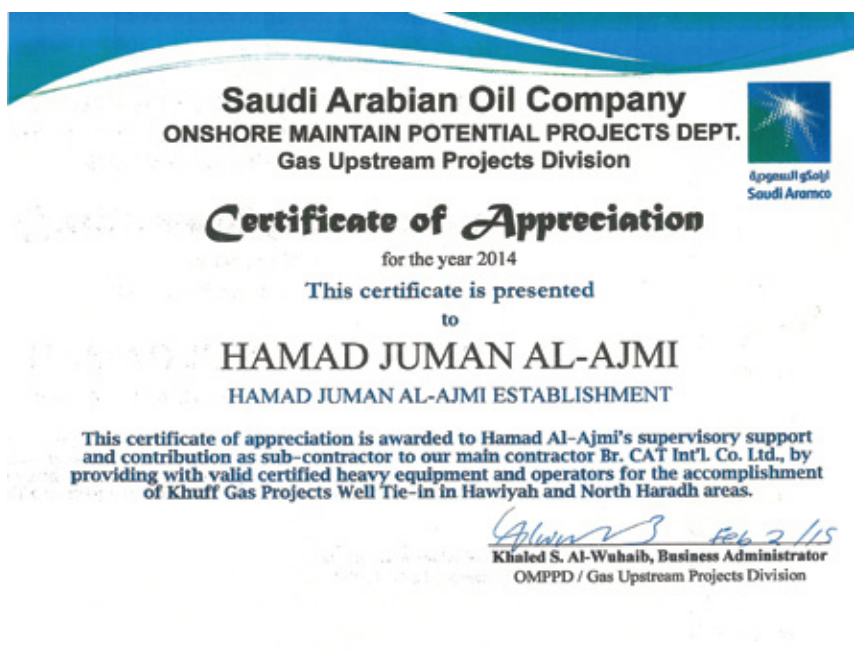 Saudi Arabian Oil Company
ONSHORE MAINTAIN POTENTIAL PROJECTS DEPT.
Gas Upstream Projects Division
أرامكو السعودية
Saudi Aramco
Certificate of Appreciation
for the year 2014
This certificate is presented
to
HAMAD JUMAN AL-AJMI
HAMAD JUMAN AL-AJMI ESTABLISHMENT
This certificate of appreciation is awarded to Hamad Al-Ajmi's supervisory support
and contribution as sub-contractor to our main contractor Br. CAT Int'l. Co. Ltd., by
providing with valid certified heavy equipment and operators for the accomplishment
of Khuff Gas Projects Well Tie-in in Hawiyah and North Haradh areas.
Feb 2/15
Khaled S. Al-Wuhaib, Business Administrator
OMPPD / Gas Upstream Projects Division